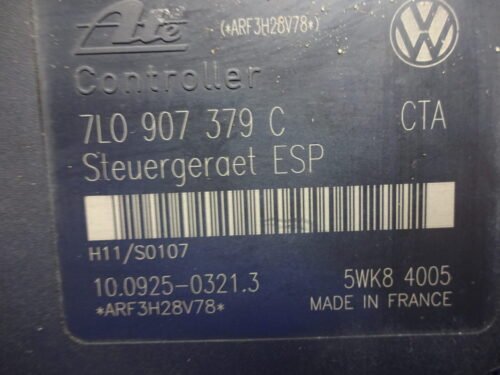 Ate (*ARF3H28V78*)
Controller
7L0 907 379 C CTA
Steuergeraet ESP
H11/S0107
10.0925-0321.3 5WK8 4005
*ARF3H28V78* MADE IN FRANCE